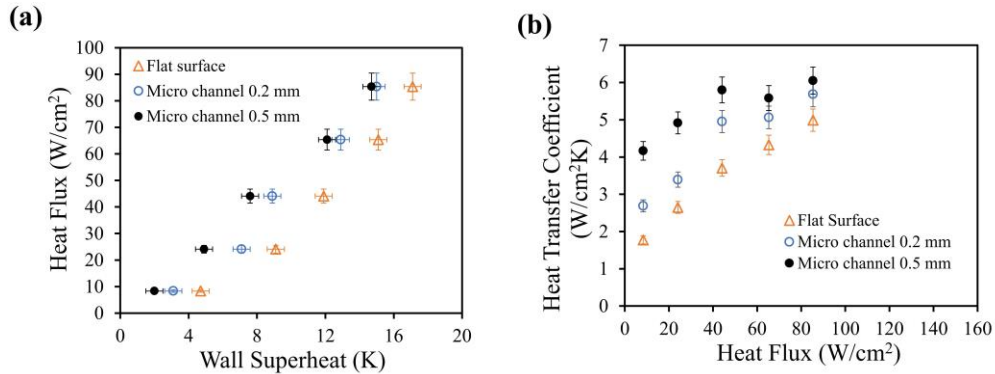 (a)
Heat Flux (W/cm²)
100
90
80
70
60
50
40
30
20
10
0
Flat surface
Micro channel 0.2 mm
Micro channel 0.5 mm
0 4 8 12 16 20
Wall Superheat (K)
(b)
Heat Transfer Coefficient
(W/cm²K)
7
6
5
4
3
2
1
0
Flat Surface
Micro channel 0.2 mm
Micro channel 0.5 mm
0 20 40 60 80 100 120 140 160
Heat Flux (W/cm²)